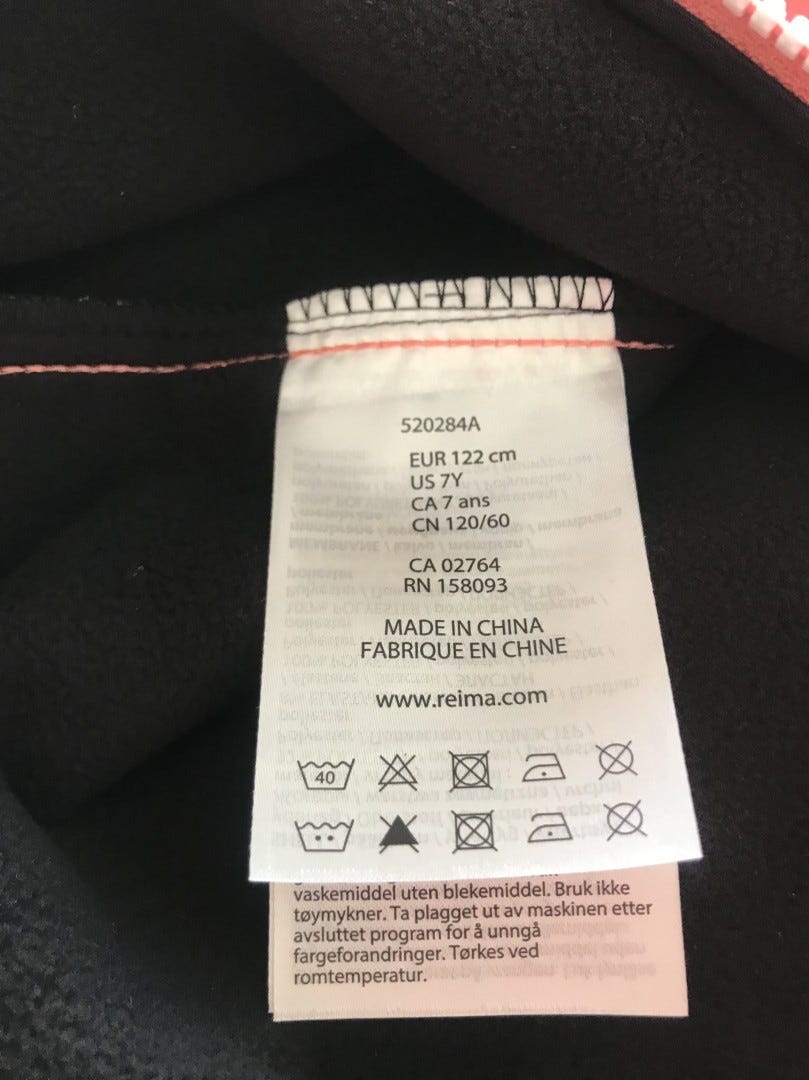 520284A
EUR 122 cm
US 7Y
CA 7 ans
CN 120/60
CA 02764
RN 158093
MADE IN CHINA
FABRIQUE EN CHINE
www.reima.com
40
vaskemiddel uten blekemiddel. Bruk ikke
tøymykner. Ta plagget ut av maskinen etter
avsluttet program for å unngå
fargeforandringer. Tørkes ved
romtemperatur.